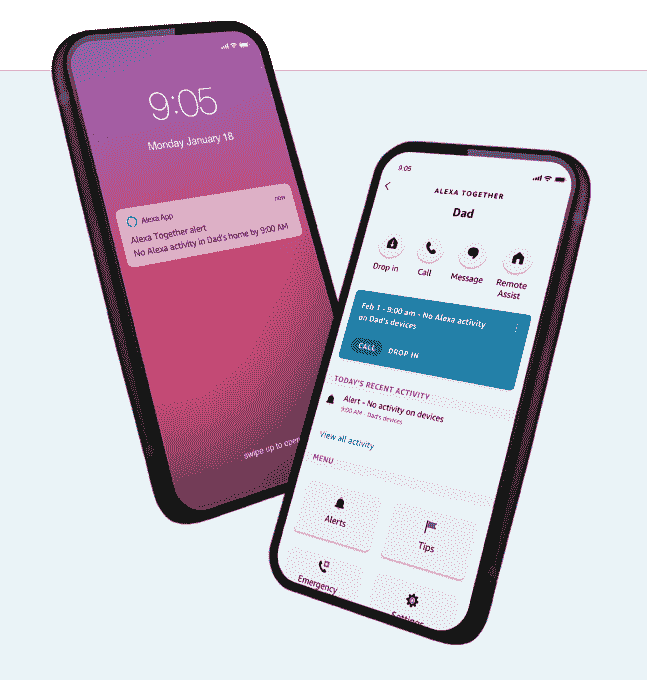 9:05
Monday January 18
Alexa App
now
Alexa Together alert
No Alexa activity in Dad's home by 9:00 AM
swipe up to open
9:05
ALEXA TOGETHER
Dad
Drop in
Call
Message
Remote
Assist
Feb 1 - 9:00 am - No Alexa activity
on Dad's devices
CALL
DROP IN
TODAY'S RECENT ACTIVITY
Alert - No activity on devices
9:00 AM · Dad's devices
View all activity
MENU
Alerts
Tips
Emergency
Settings